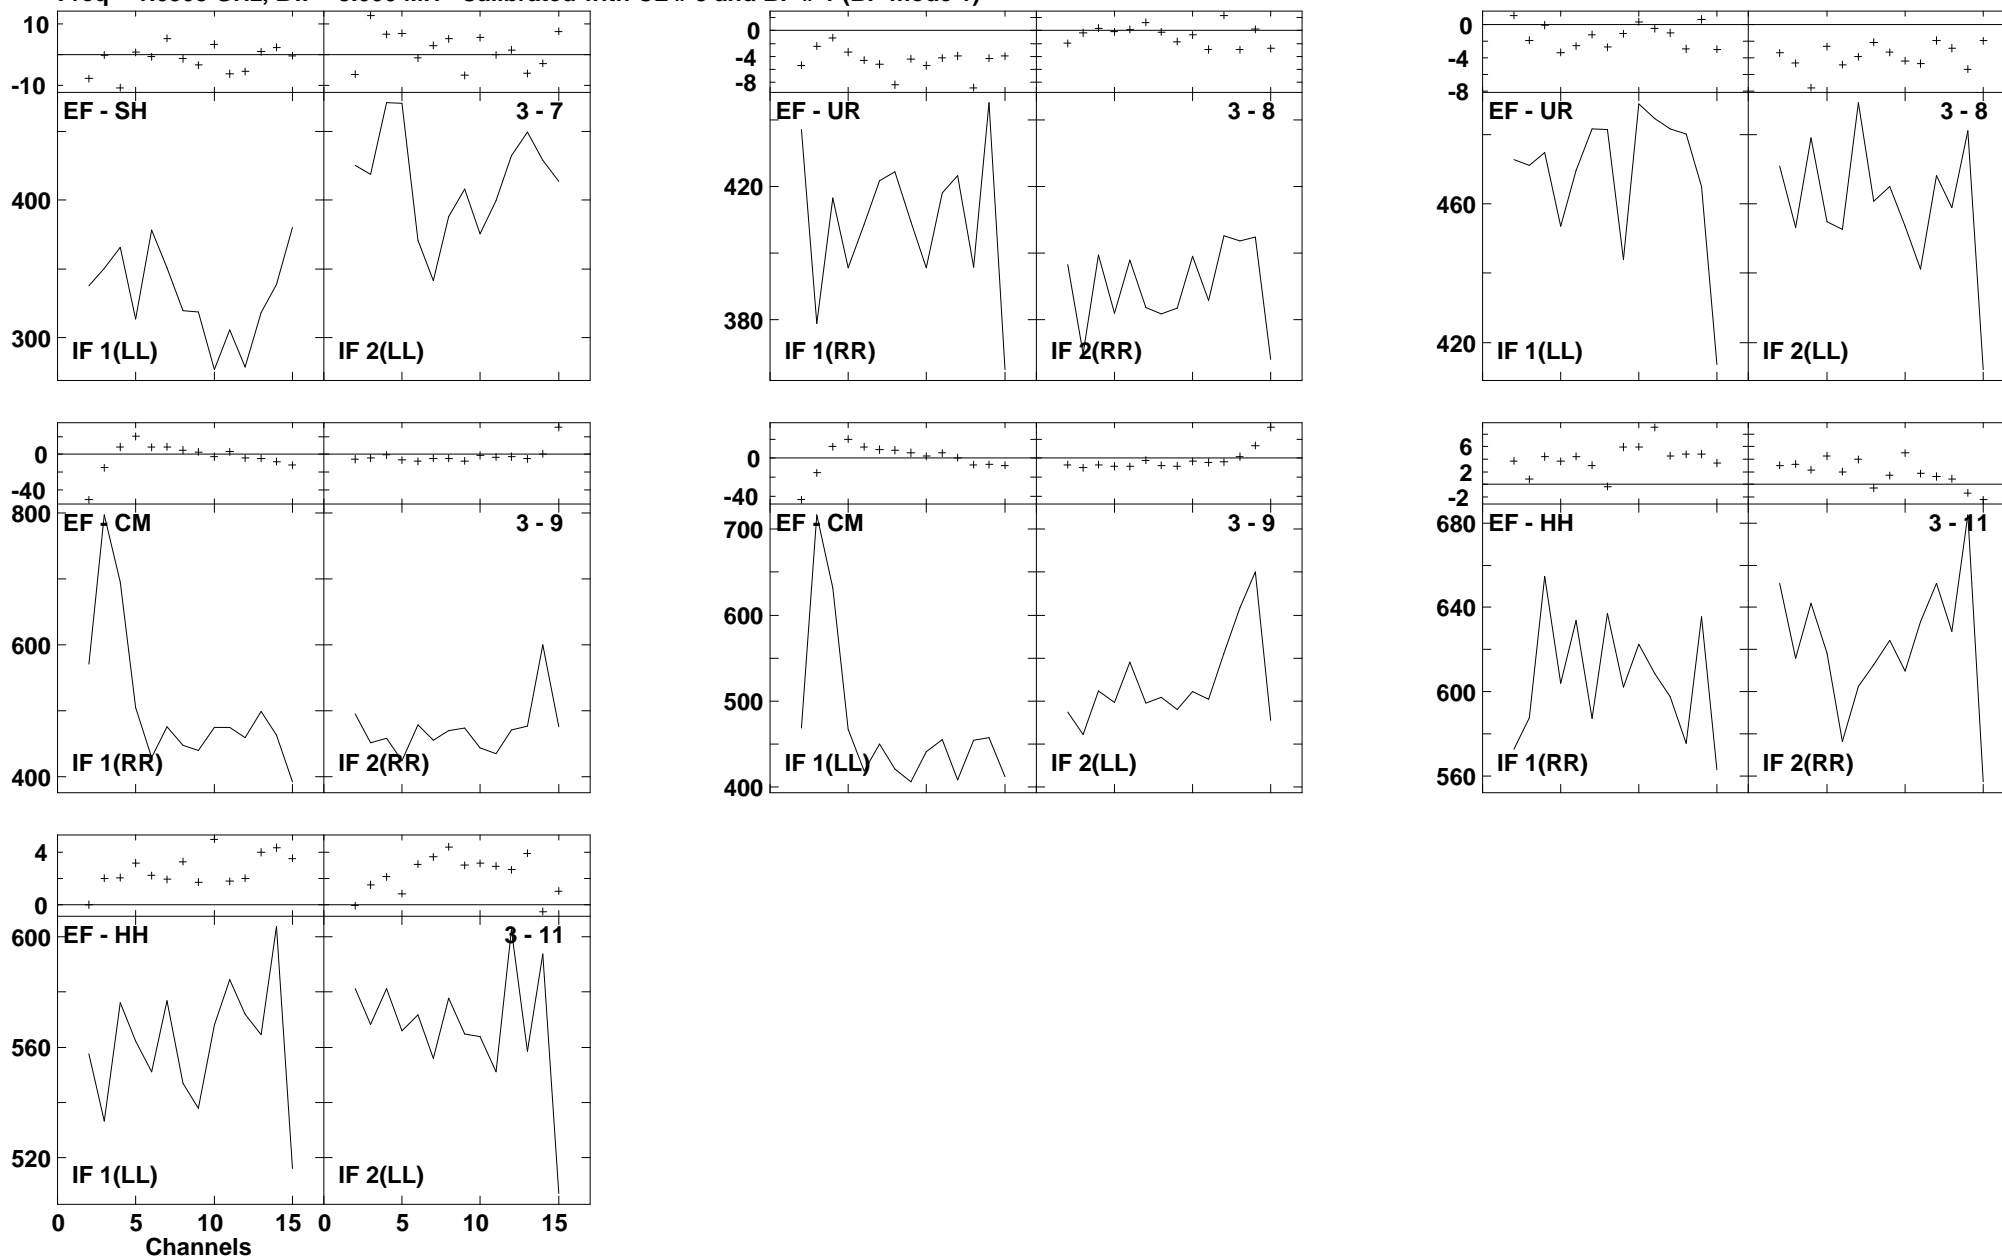 10
0
-10
EF - SH
3 - 7
400
300
IF 1(LL)
IF 2(LL)
0
-4
-8
EF - UR
3 - 8
420
380
IF 1(RR)
IF 2(RR)
0
-4
-8
EF - UR
3 - 8
460
420
IF 1(LL)
IF 2(LL)
0
-40
800
EF - CM
3 - 9
600
400
IF 1(RR)
IF 2(RR)
0
-40
700
EF - CM
3 - 9
600
500
400
IF 1(LL)
IF 2(LL)
6
2
-2
680
EF - HH
3 - 11
640
600
560
IF 1(RR)
IF 2(RR)
4
0
600
EF - HH
3 - 11
560
520
IF 1(LL)
IF 2(LL)
0 5 10 15 0 5 10 15
Channels